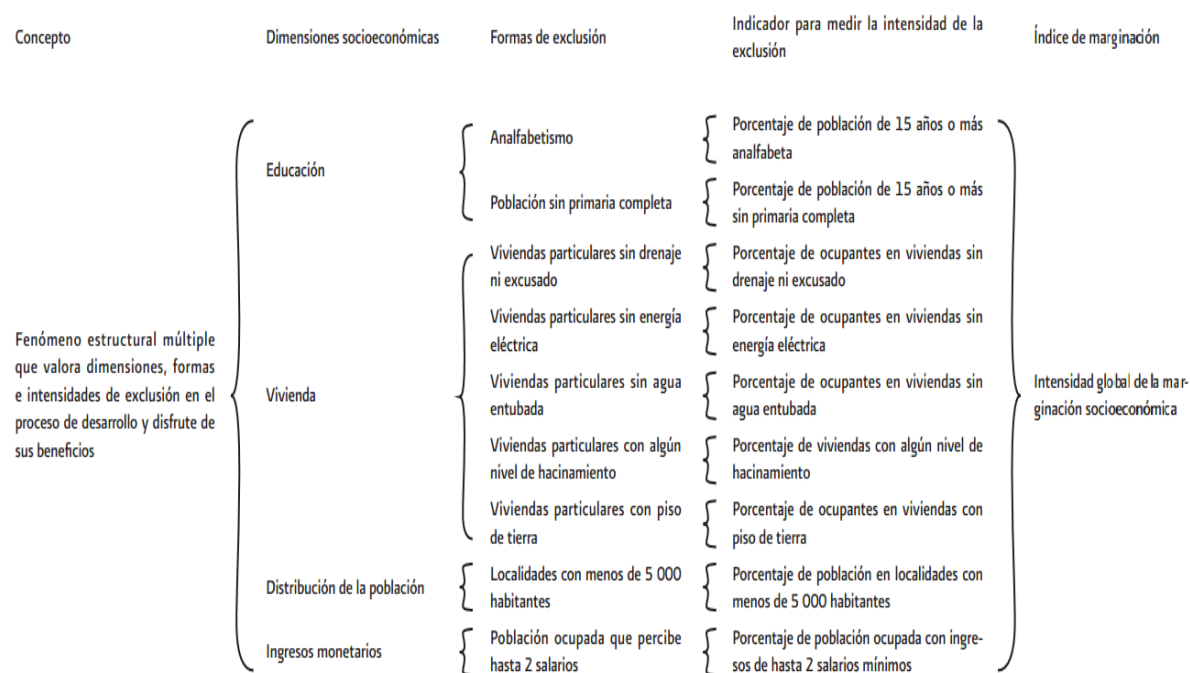 Concepto
Dimensiones socioeconómicas
Formas de exclusión
Indicador para medir la intensidad de la
exclusión
Índice de marginación
Fenómeno estructural múltiple
que valora dimensiones, formas
e intensidades de exclusión en el
proceso de desarrollo y disfrute de
sus beneficios
Educación
Analfabetismo
Porcentaje de población de 15 años o más
analfabeta
Población sin primaria completa
Porcentaje de población de 15 años o más
sin primaria completa
Vivienda
Viviendas particulares sin drenaje
ni excusado
Porcentaje de ocupantes en viviendas sin
drenaje ni excusado
Viviendas particulares sin energía
eléctrica
Porcentaje de ocupantes en viviendas sin
energía eléctrica
Viviendas particulares sin agua
entubada
Porcentaje de ocupantes en viviendas sin
agua entubada
Viviendas particulares con algún
nivel de hacinamiento
Porcentaje de viviendas con algún nivel de
hacinamiento
Viviendas particulares con piso
de tierra
Porcentaje de ocupantes en viviendas con
piso de tierra
Distribución de la población
Localidades con menos de 5 000
habitantes
Porcentaje de población en localidades con
menos de 5 000 habitantes
Ingresos monetarios
Población ocupada que percibe
hasta 2 salarios
Porcentaje de población ocupada con ingre-
sos de hasta 2 salarios mínimos
Intensidad global de la mar-
ginación socioeconómica